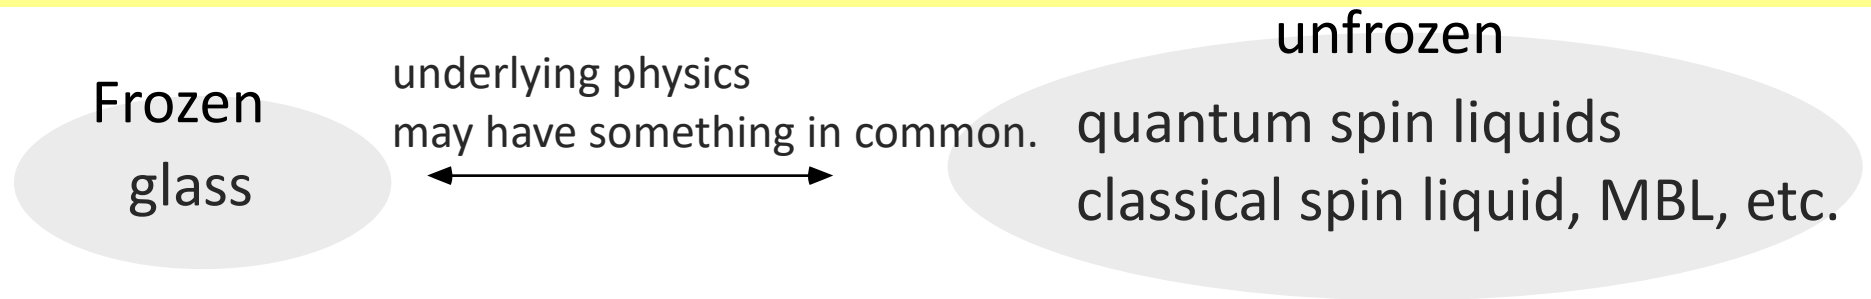 Frozen
glass
underlying physics
may have something in common.
unfrozen
quantum spin liquids
classical spin liquid, MBL, etc.